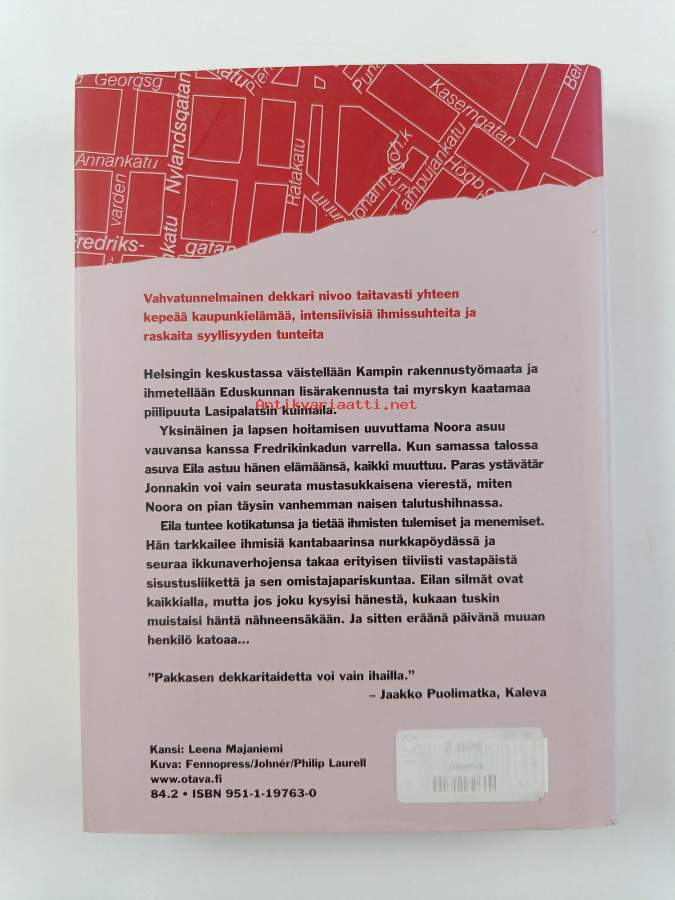 Georgsg
Nylandsgatan
Annankatu
varden
Fredriks-
gatan
Ratakatu
Kaserngatan
Högb
Vahvatunnelmainen dekkari nivoo taitavasti yhteen
kepeää kaupunkielämää, intensiivisiä ihmissuhteita ja
raskaita syyllisyyden tunteita
Helsingin keskustassa väistellään Kampin rakennustyömaata ja
ihmetellään Eduskunnan lisärakennusta tai myrskyn kaatamaa
piilipuuta Lasipalatsin kulmalla.
Antikvariaatti.net
Yksinäinen ja lapsen hoitamisen uuvuttama Noora asuu
vauvansa kanssa Fredrikinkadun varrella. Kun samassa talossa
asuva Eila astuu hänen elämäänsä, kaikki muuttuu. Paras ystävätär
Jonnakin voi vain seurata mustasukkaisena vierestä, miten
Noora on pian täysin vanhemman naisen talutushihnassa.
Eila tuntee kotikatunsa ja tietää ihmisten tulemiset ja menemiset.
Hän tarkkailee ihmisiä kantabaarinsa nurkkapöydässä ja
seuraa ikkunaverhojensa takaa erityisen tiiviisti vastapäistä
sisustusliikettä ja sen omistajapariskuntaa. Eilan silmät ovat
kaikkialla, mutta jos joku kysyisi hänestä, kukaan tuskin
muistaisi häntä nähneensäkään. Ja sitten eräänä päivänä muuan
henkilö katoaa...
"Pakkasen dekkaritaidetta voi vain ihailla."
– Jaakko Puolimatka, Kaleva
Kansi: Leena Majaniemi
Kuva: Fennopress/Johnér/Philip Laurell
www.otava.fi
84.2 • ISBN 951-1-19763-0
2,00€